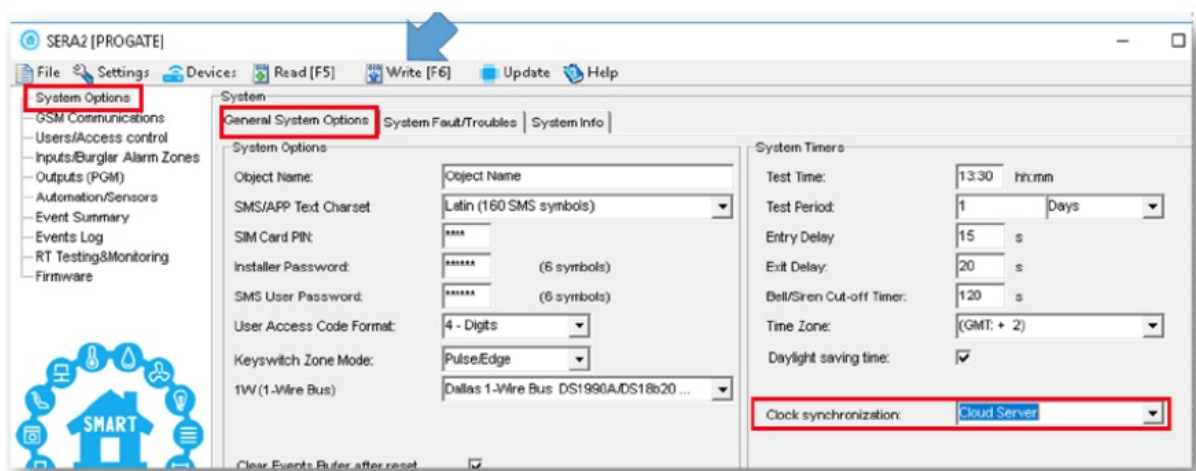 SERA2 [PROGATE]
File Settings Devices Read [F5] Write [F6] Update Help
System Options
GSM Communications
Users/Access control
Inputs/Burglar Alarm Zones
Outputs (PGM)
Automation/Sensors
Event Summary
Events Log
RT Testing&Monitoring
Firmware
SMART
System
General System Options System Fault/Troubles System Info
System Options
Object Name: Object Name
SMS/APP Text Charset Latin (160 SMS symbols)
SIM Card PIN: ****
Installer Password: ****** (6 symbols)
SMS User Password: ****** (6 symbols)
User Access Code Format: 4 - Digits
Keyswitch Zone Mode: Pulse/Edge
1W (1-Wire Bus) Dallas 1-Wire Bus DS1990A/DS18b20 ...
Clear Events Bufer after reset
System Timers
Test Time: 13:30 hh:mm
Test Period: 1 Days
Entry Delay 15 s
Exit Delay: 20 s
Bell/Siren Cut-off Timer: 120 s
Time Zone: (GMT: + 2)
Daylight saving time:
Clock synchronization: Cloud Server